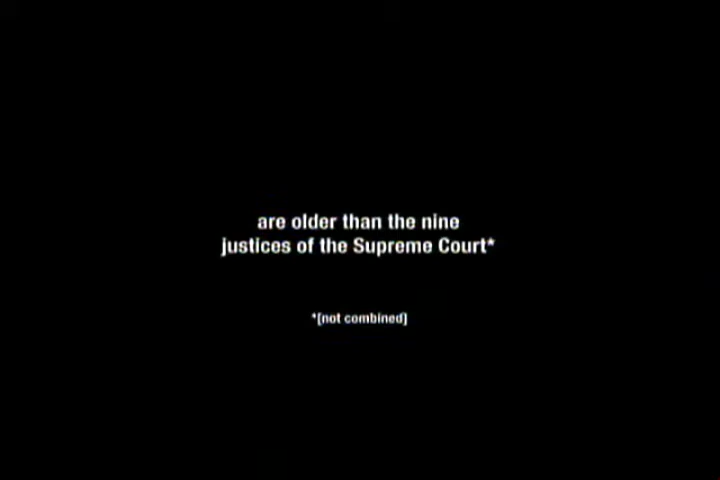 are older than the nine
justices of the Supreme Court*
*[not combined]